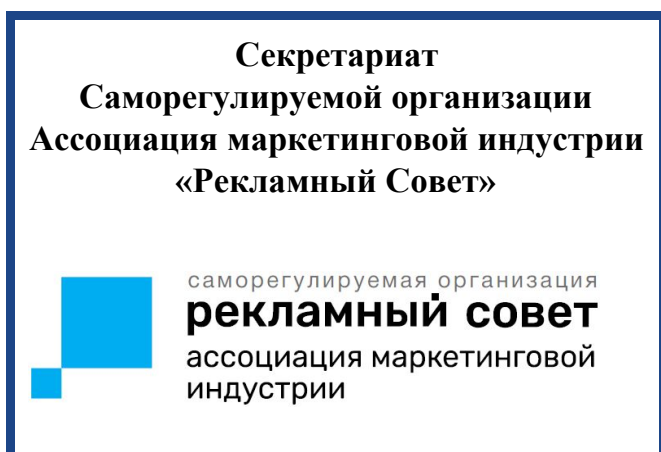 Секретариат
Саморегулируемой организации
Ассоциация маркетинговой индустрии
«Рекламный Совет»
саморегулируемая организация
рекламный совет
ассоциация маркетинговой
индустрии